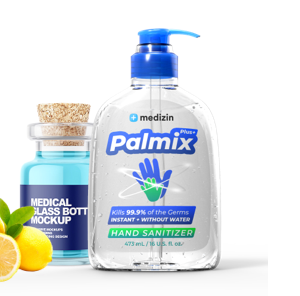 medizin
Palmix
Plus+
Kills 99.9% of the Germs
INSTANT + WITHOUT WATER
HAND SANITIZER
MEDICAL
GLASS BOTT
MOCKUP